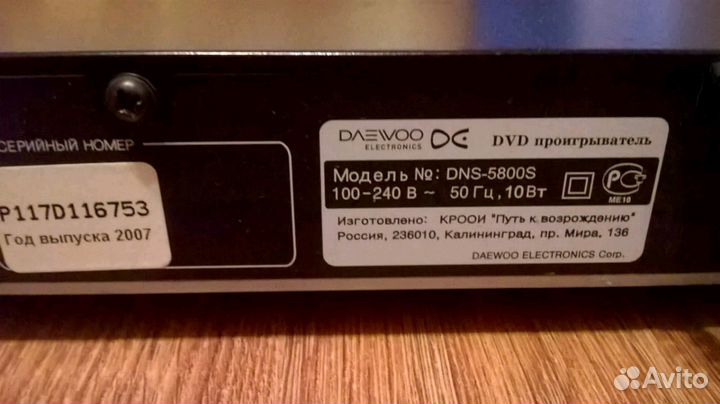 СЕРИЙНЫЙ НОМЕР
P117D116753
Год выпуска 2007
DAEWOO
ELECTRONICS
DVD проигрыватель
Модель №: DNS-5800S
100-240 В ~ 50 Гц, 10Вт
РС
МЕ10
Изготовлено: КРООИ "Путь к возрождению"
Россия, 236010, Калининград, пр. Мира, 136
DAEWOO ELECTRONICS Corp.
Avito